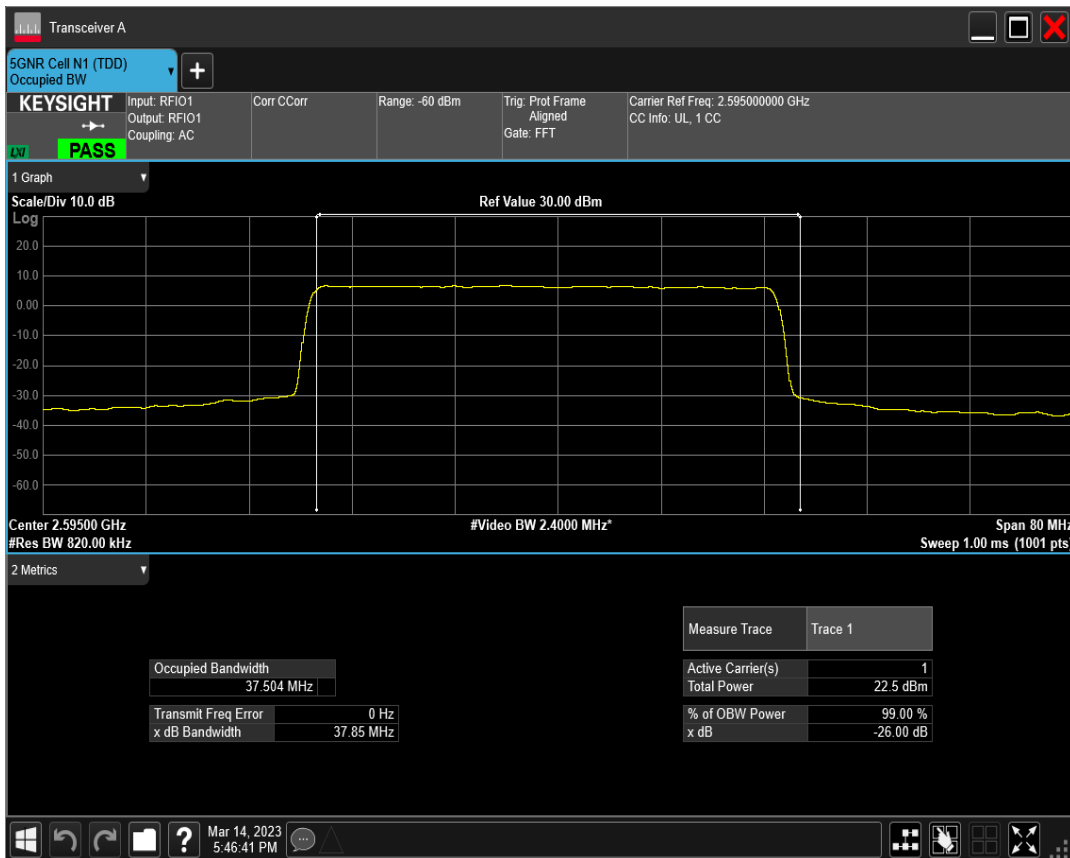 Transceiver A
5GNR Cell N1 (TDD)
Occupied BW
+
KEYSIGHT
LXI
PASS
Input: RFIO1
Output: RFIO1
Coupling: AC
Corr CCorr
Range: -60 dBm
Trig: Prot Frame
Aligned
Gate: FFT
Carrier Ref Freq: 2.595000000 GHz
CC Info: UL, 1 CC
1 Graph
Scale/Div 10.0 dB
Ref Value 30.00 dBm
Log
20.0
10.0
0.00
-10.0
-20.0
-30.0
-40.0
-50.0
-60.0
Center 2.59500 GHz
#Video BW 2.4000 MHz*
Span 80 MHz
#Res BW 820.00 kHz
Sweep 1.00 ms (1001 pts)
2 Metrics
Measure Trace Trace 1
Occupied Bandwidth
37.504 MHz
Active Carrier(s) 1
Total Power 22.5 dBm
Transmit Freq Error 0 Hz
x dB Bandwidth 37.85 MHz
% of OBW Power 99.00 %
x dB -26.00 dB
?
Mar 14, 2023
5:46:41 PM